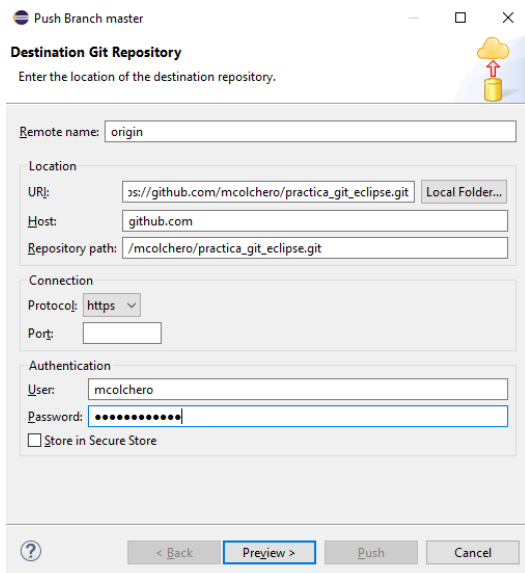 Push Branch master
Destination Git Repository
Enter the location of the destination repository.
Remote name: origin
Location
URI: ps://github.com/mcolchero/practica_git_eclipse.git Local Folder...
Host: github.com
Repository path: /mcolchero/practica_git_eclipse.git
Connection
Protocol: https
Port:
Authentication
User: mcolchero
Password: ●●●●●●●●●●●●
Store in Secure Store
? < Back Preview > Push Cancel